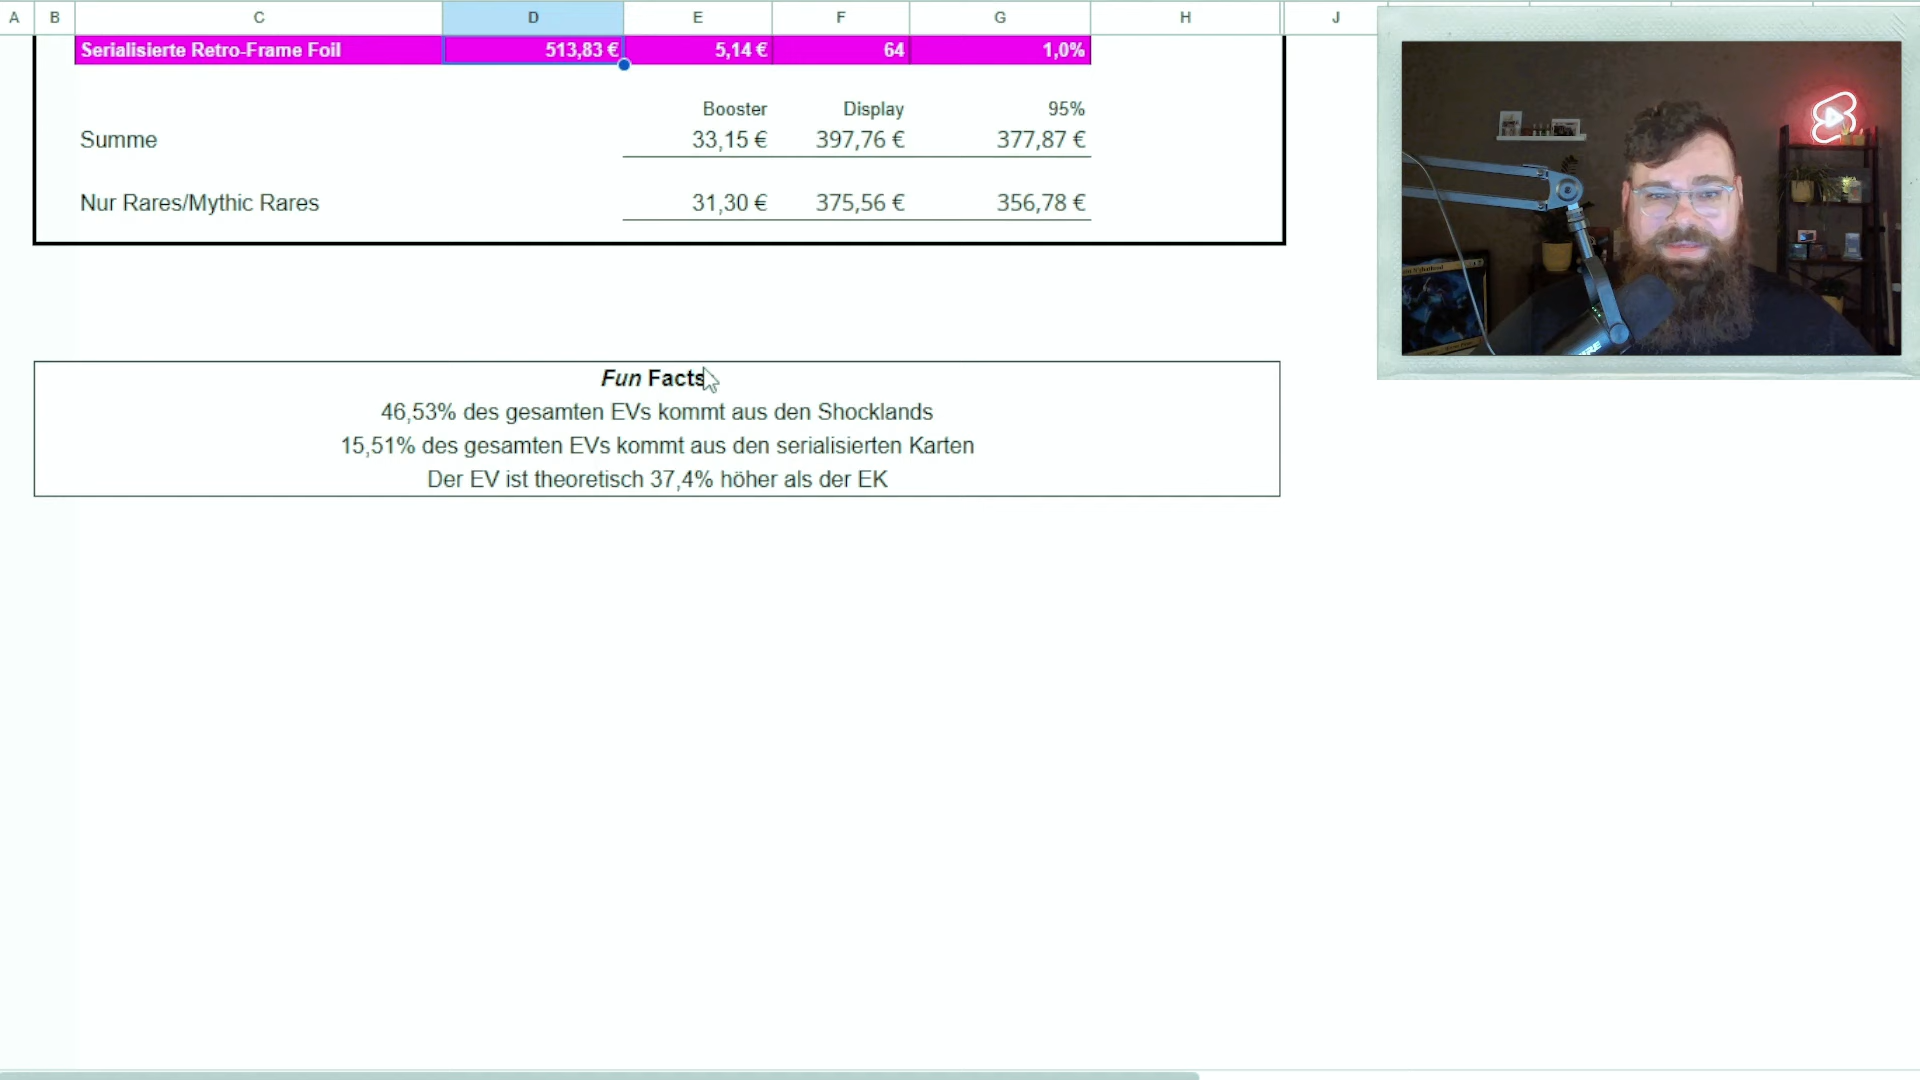 A B C D E F G H J
Serialisierte Retro-Frame Foil 513,83 € 5,14 € 64 1,0%
Booster Display 95%
Summe 33,15 € 397,76 € 377,87 €
Nur Rares/Mythic Rares 31,30 € 375,56 € 356,78 €
Fun Facts
46,53% des gesamten EVs kommt aus den Shocklands
15,51% des gesamten EVs kommt aus den serialisierten Karten
Der EV ist theoretisch 37,4% höher als der EK